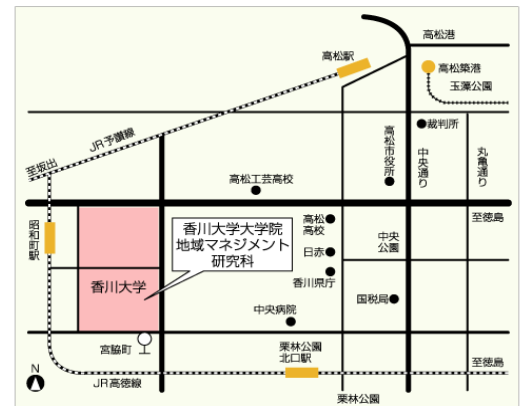 高松港
高松駅
高松築港
玉藻公園
JR予讃線
至坂出
裁判所
高松市役所
中央通り
丸亀通り
高松工芸高校
至徳島
昭和町駅
香川大学大学院
地域マネジメント
研究科
高松
高校
中央
公園
日赤
香川県庁
香川大学
国税局
中央病院
宮脇町
栗林公園
北口駅
至徳島
N
JR高徳線
栗林公園